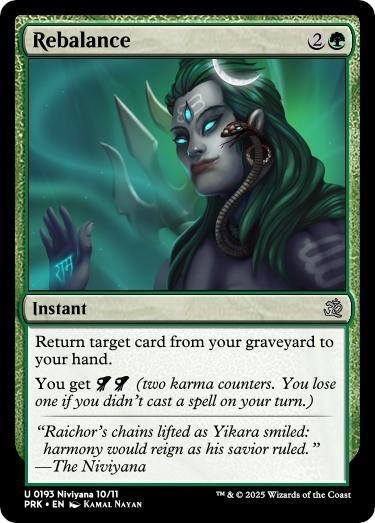 Rebalance 2
राम
Instant
Return target card from your graveyard to
your hand.
You get (two karma counters. You lose
one if you didn't cast a spell on your turn.)
“Raichor's chains lifted as Yikara smiled:
harmony would reign as his savior ruled.”
—The Niviyana
U 0193 Niviyana 10/11
PRK • EN Kamal Nayan
™ & © 2025 Wizards of the Coast